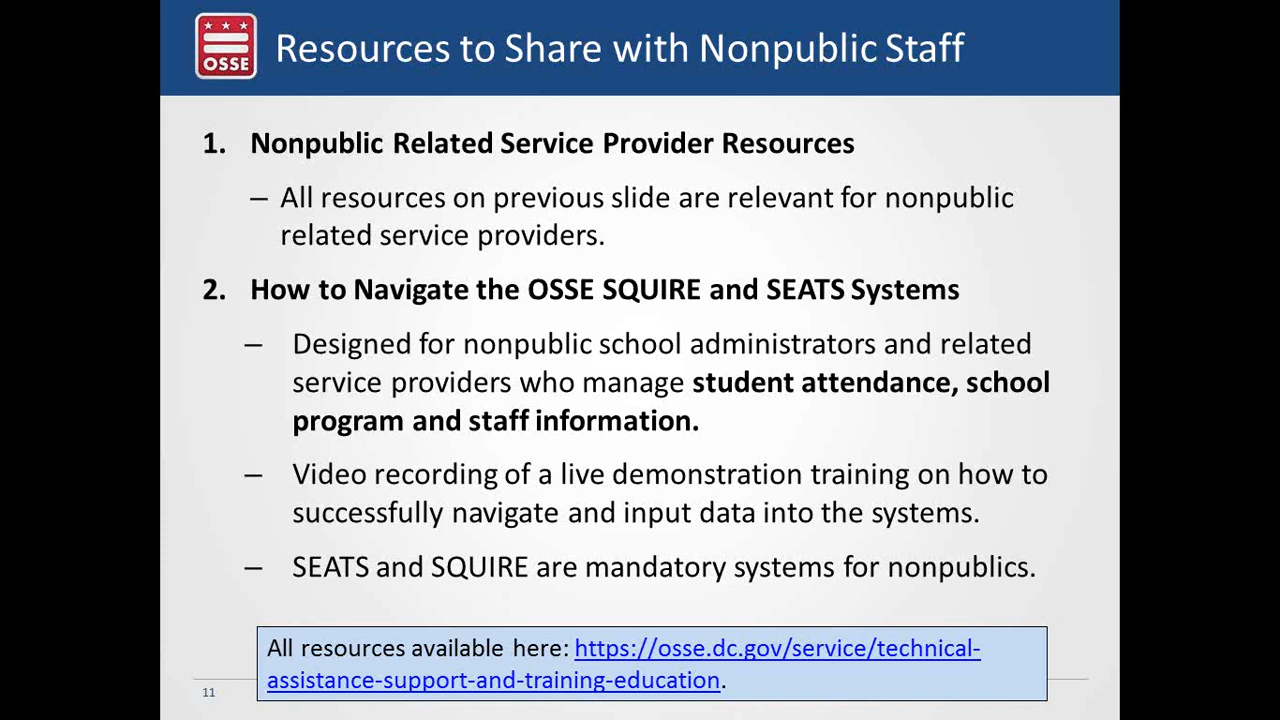 OSSE
Resources to Share with Nonpublic Staff
1. Nonpublic Related Service Provider Resources
– All resources on previous slide are relevant for nonpublic
related service providers.
2. How to Navigate the OSSE SQUIRE and SEATS Systems
– Designed for nonpublic school administrators and related
service providers who manage student attendance, school
program and staff information.
– Video recording of a live demonstration training on how to
successfully navigate and input data into the systems.
– SEATS and SQUIRE are mandatory systems for nonpublics.
All resources available here: https://osse.dc.gov/service/technical-
assistance-support-and-training-education.
11